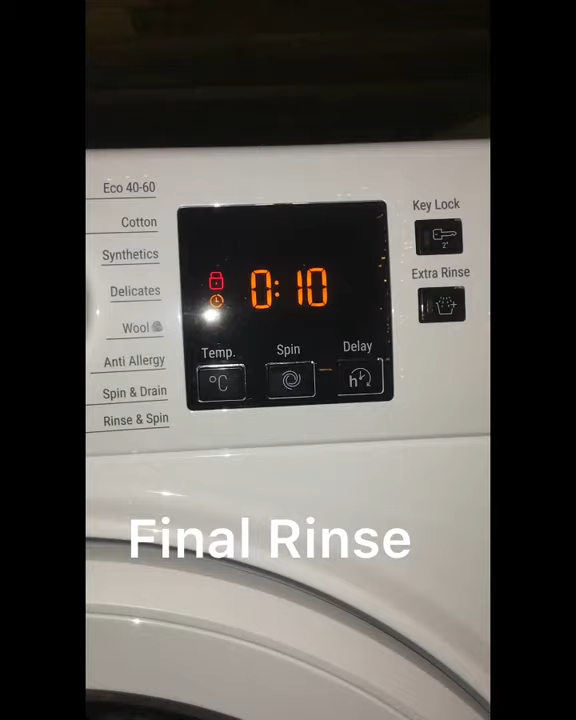 Eco 40-60
Cotton
Synthetics
Delicates
Wool
Anti Allergy
Spin & Drain
Rinse & Spin
0:10
Temp.
Spin
Delay
°C
h
Key Lock
2"
Extra Rinse
Final Rinse